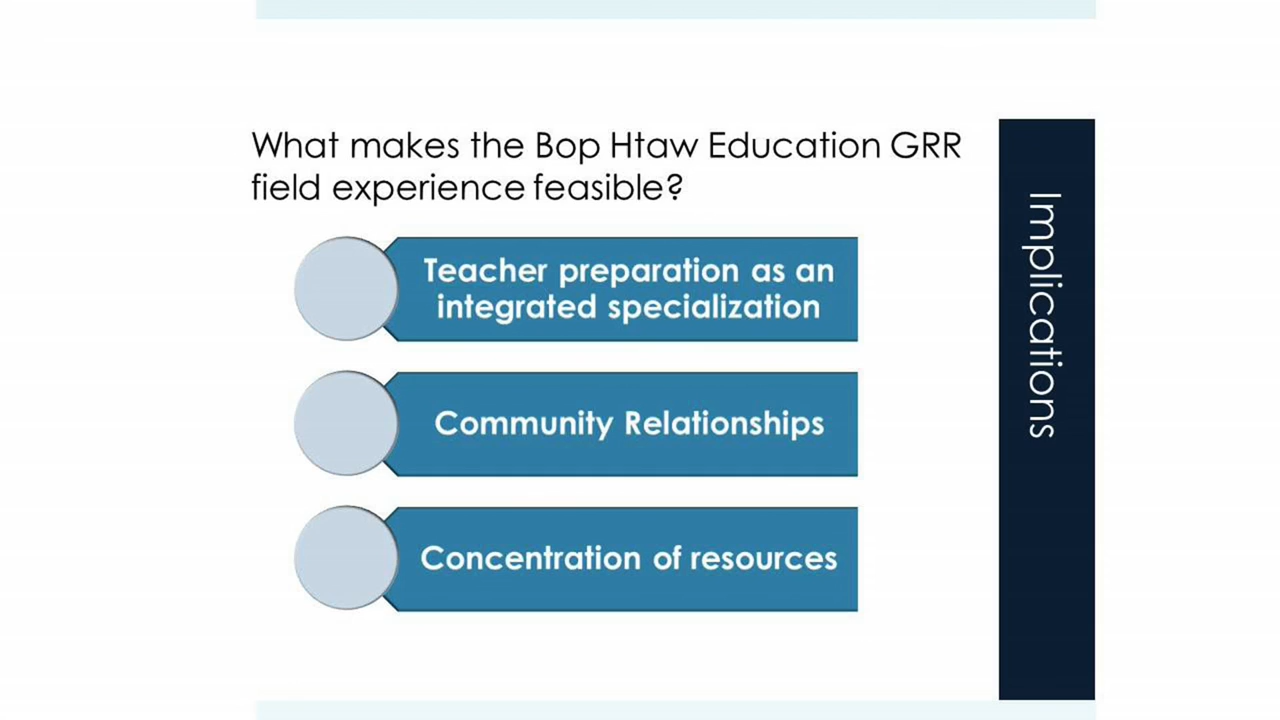 What makes the Bop Htaw Education GRR
field experience feasible?
Teacher preparation as an
integrated specialization
Community Relationships
Concentration of resources
Implications